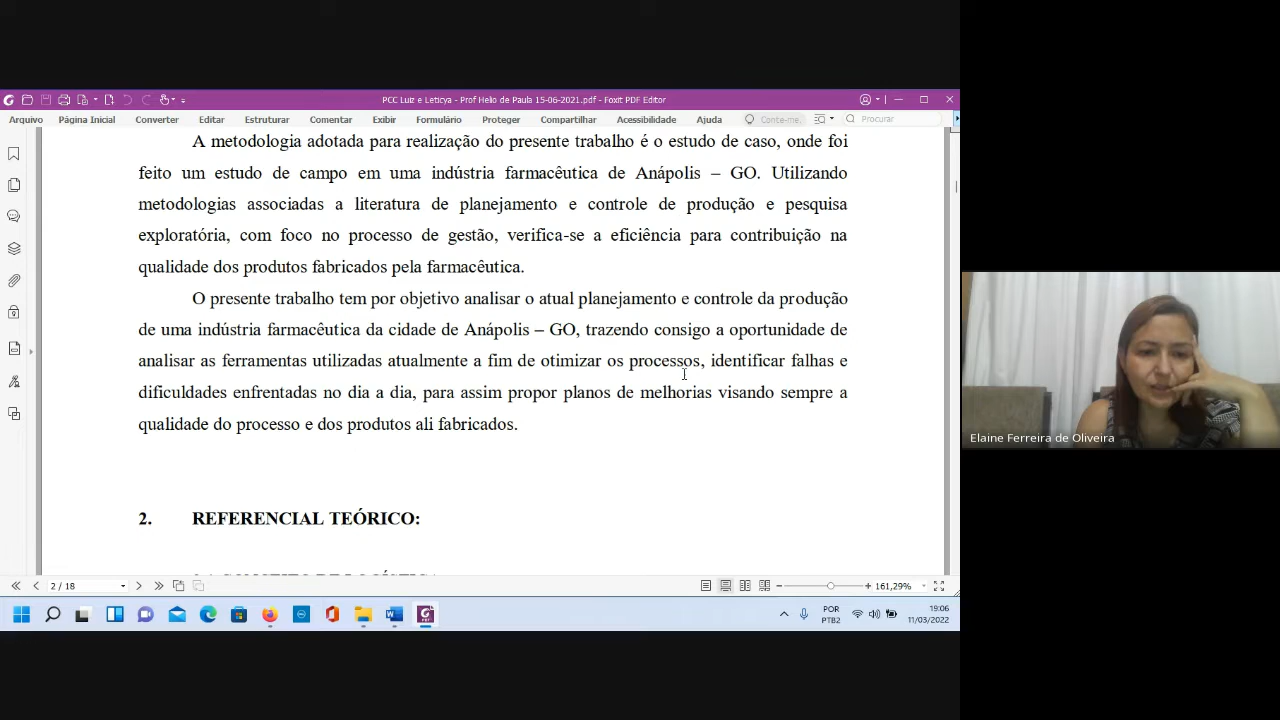 PCC Luiz e Leticya - Prof Helio de Paula 15-06-2021.pdf - Foxit PDF Editor
Arquivo Página Inicial Converter Editar Estruturar Comentar Exibir Formulário Proteger Compartilhar Acessibilidade Ajuda Conte-me. Procurar
A metodologia adotada para realização do presente trabalho é o estudo de caso, onde foi
feito um estudo de campo em uma indústria farmacêutica de Anápolis – GO. Utilizando
metodologias associadas a literatura de planejamento e controle de produção e pesquisa
exploratória, com foco no processo de gestão, verifica-se a eficiência para contribuição na
qualidade dos produtos fabricados pela farmacêutica.
O presente trabalho tem por objetivo analisar o atual planejamento e controle da produção
de uma indústria farmacêutica da cidade de Anápolis – GO, trazendo consigo a oportunidade de
analisar as ferramentas utilizadas atualmente a fim de otimizar os processos, identificar falhas e
dificuldades enfrentadas no dia a dia, para assim propor planos de melhorias visando sempre a
qualidade do processo e dos produtos ali fabricados.
2. REFERENCIAL TEÓRICO:
Elaine Ferreira de Oliveira
2 / 18
161,29%
POR
PTB2
19:06
11/03/2022